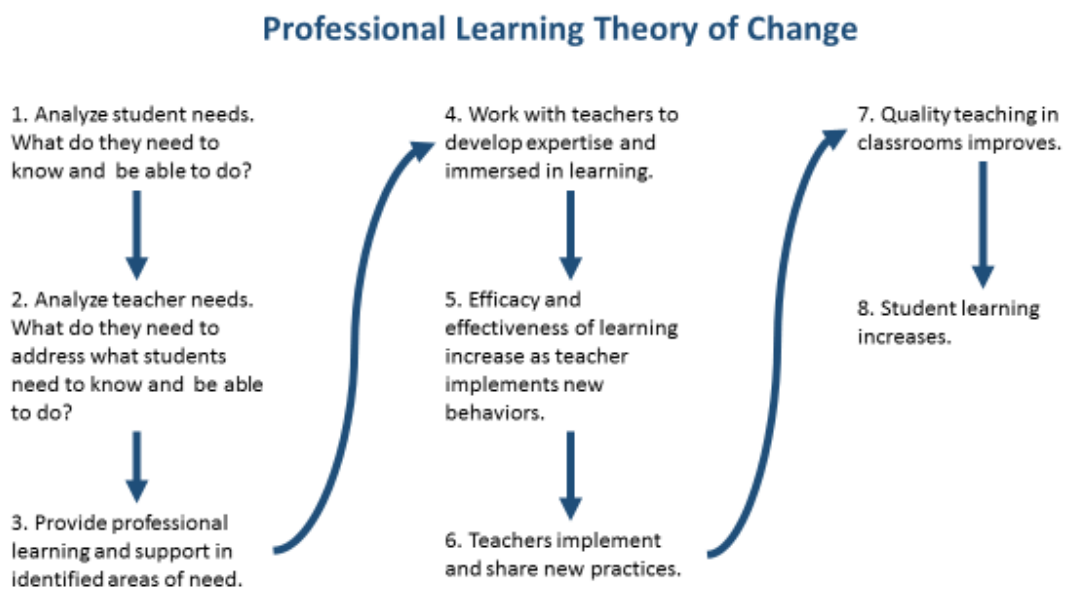 Professional Learning Theory of Change
1. Analyze student needs.
What do they need to
know and be able to do?
2. Analyze teacher needs.
What do they need to
address what students
need to know and be able
to do?
3. Provide professional
learning and support in
identified areas of need.
4. Work with teachers to
develop expertise and
immersed in learning.
5. Efficacy and
effectiveness of learning
increase as teacher
implements new
behaviors.
6. Teachers implement
and share new practices.
7. Quality teaching in
classrooms improves.
8. Student learning
increases.